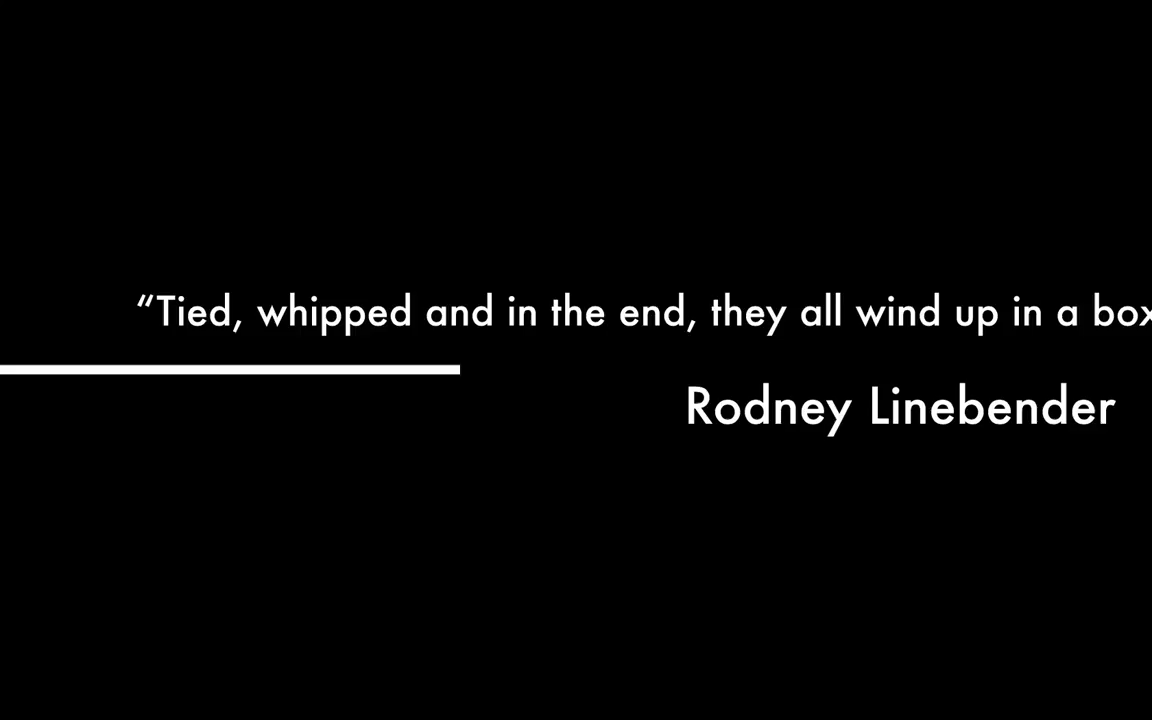 “Tied, whipped and in the end, they all wind up in a box
Rodney Linebender